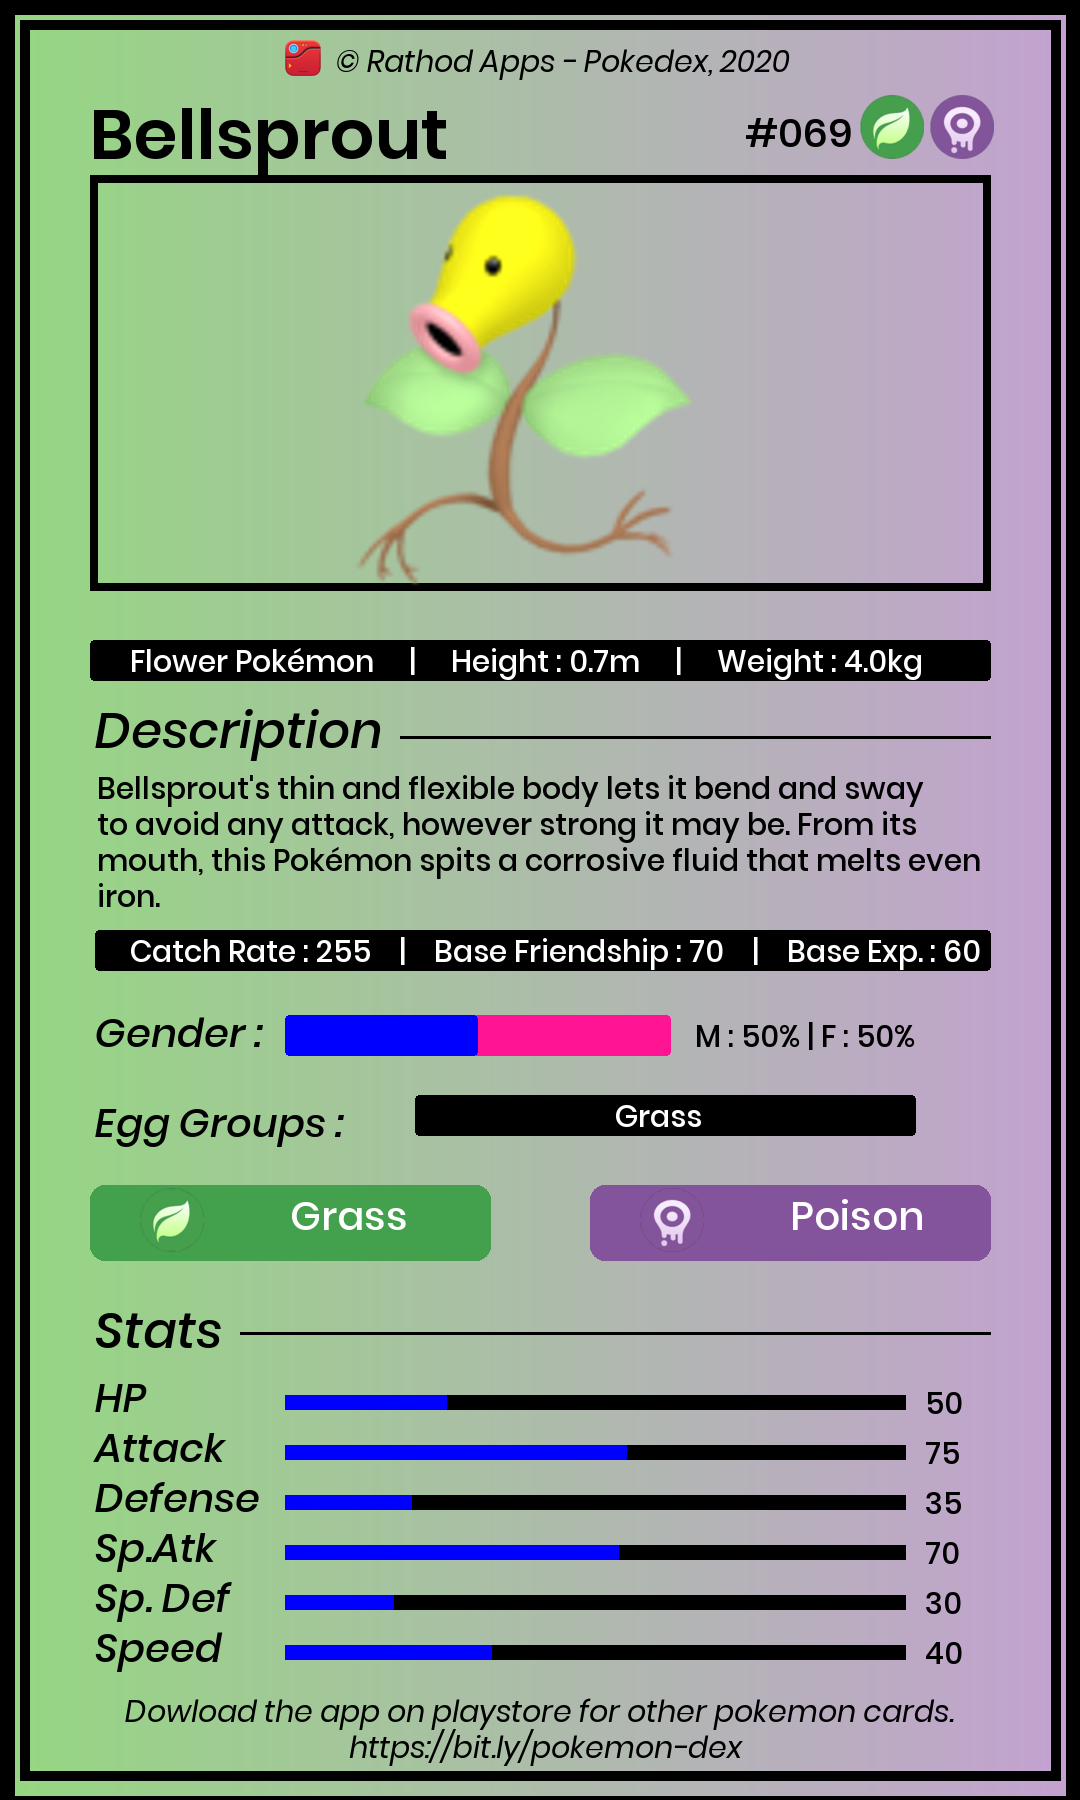 © Rathod Apps - Pokedex, 2020
Bellsprout #069
Flower Pokémon | Height : 0.7m | Weight : 4.0kg
Description
Bellsprout's thin and flexible body lets it bend and sway
to avoid any attack, however strong it may be. From its
mouth, this Pokémon spits a corrosive fluid that melts even
iron.
Catch Rate : 255 | Base Friendship : 70 | Base Exp. : 60
Gender : M : 50% | F : 50%
Egg Groups : Grass
Grass Poison
Stats
HP 50
Attack 75
Defense 35
Sp.Atk 70
Sp. Def 30
Speed 40
Dowload the app on playstore for other pokemon cards.
https://bit.ly/pokemon-dex